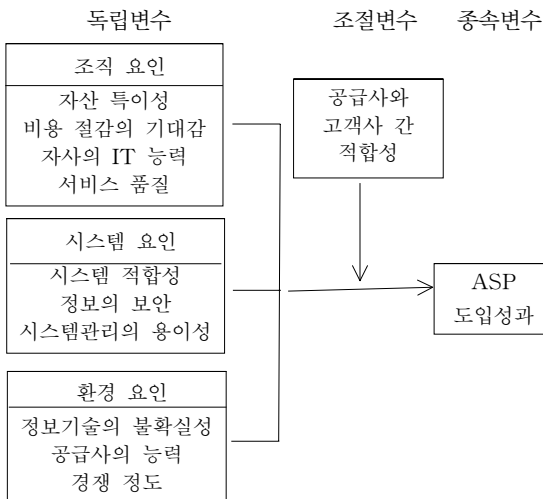 독립변수
조절변수
종속변수
조직 요인
자산 특이성
비용 절감의 기대감
자사의 IT 능력
서비스 품질
공급사와
고객사 간
적합성
시스템 요인
시스템 적합성
정보의 보안
시스템관리의 용이성
ASP
도입성과
환경 요인
정보기술의 불확실성
공급사의 능력
경쟁 정도